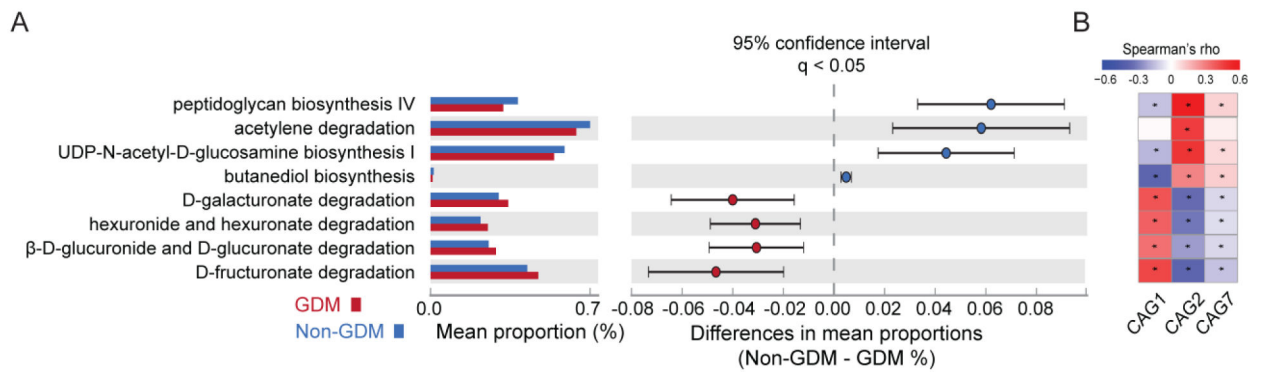 A
B
95% confidence interval
q < 0.05
Spearman's rho
−0.6 -0.3 0 0.3 0.6
peptidoglycan biosynthesis IV
acetylene degradation
UDP-N-acetyl-D-glucosamine biosynthesis I
butanediol biosynthesis
D-galacturonate degradation
hexuronide and hexuronate degradation
β-D-glucuronide and D-glucuronate degradation
D-fructuronate degradation
* * *
*
* * *
* * *
* * *
* * *
* * *
* * *
GDM
Non-GDM
0.0 0.7
Mean proportion (%)
-0.08 -0.06 -0.04 -0.02 0.00 0.02 0.04 0.06 0.08
Differences in mean proportions
(Non-GDM - GDM %)
CAG1 CAG2 CAG7